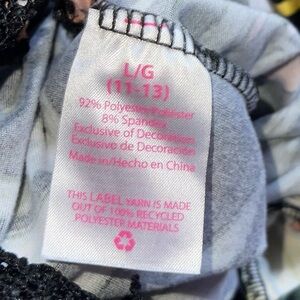 L/G
(11-13)
92% Polyester/Poliester
8% Spandex
Exclusive of Decoration
Exclusivo de Decoración
Made in/Hecho en China
THIS LABEL YARN IS MADE
OUT OF 100% RECYCLED
POLYESTER MATERIALS